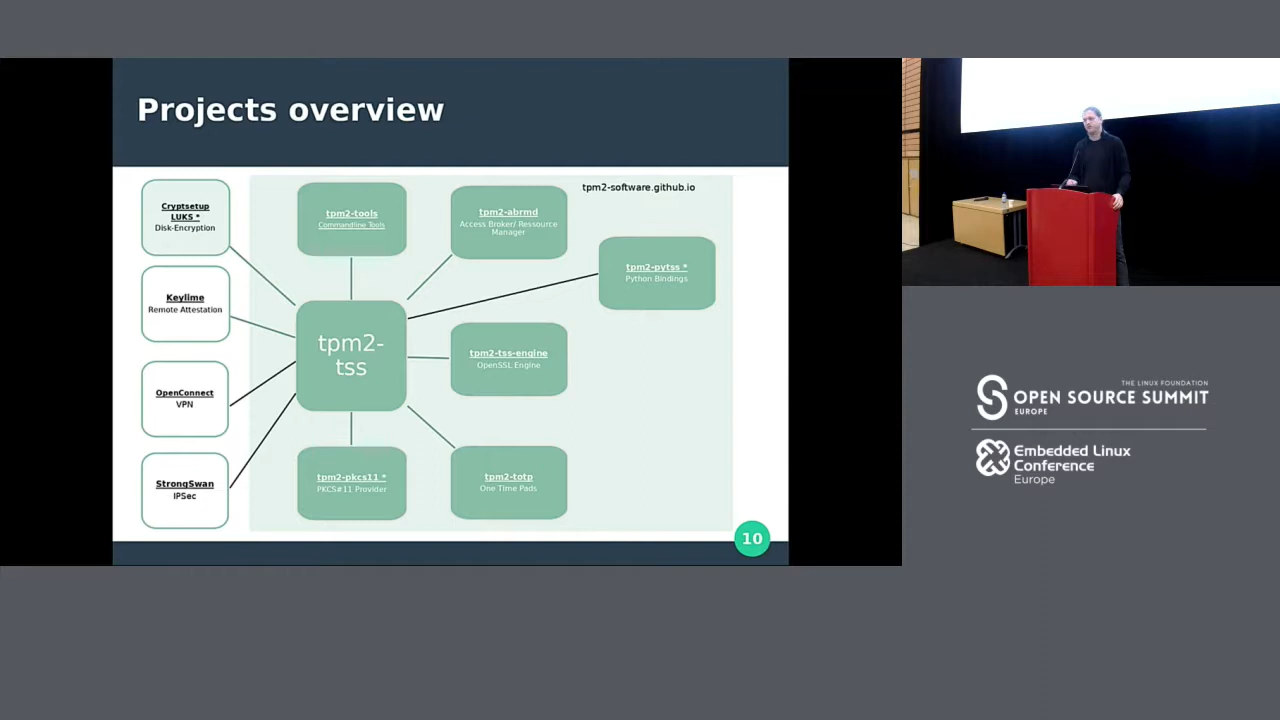 Projects overview
tpm2-software.github.io
Cryptsetup
LUKS *
Disk-Encryption
tpm2-tools
Commandline Tools
tpm2-abrmd
Access Broker/ Ressource
Manager
tpm2-pytss *
Python Bindings
Keylime
Remote Attestation
tpm2-
tss
tpm2-tss-engine
OpenSSL Engine
OpenConnect
VPN
StrongSwan
IPSec
tpm2-pkcs11 *
PKCS#11 Provider
tpm2-totp
One Time Pads
10
THE LINUX FOUNDATION
OPEN SOURCE SUMMIT
EUROPE
Embedded Linux
Conference
Europe